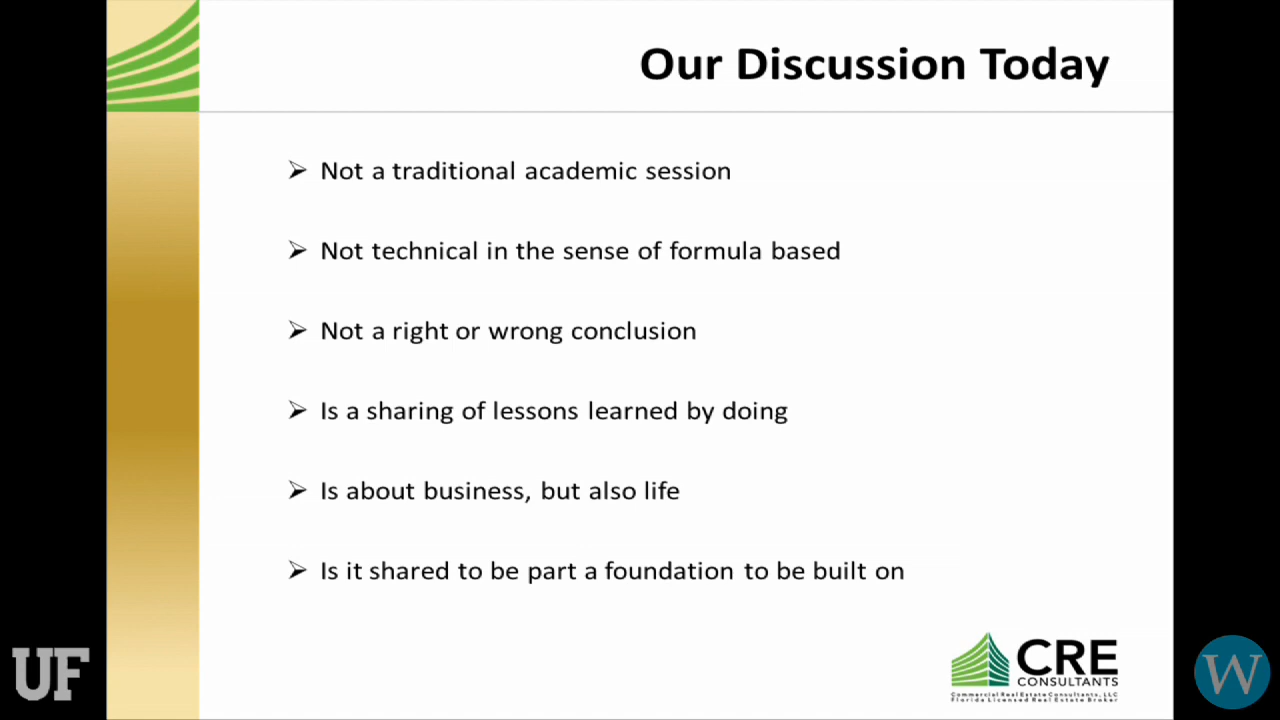 Our Discussion Today
Not a traditional academic session
Not technical in the sense of formula based
Not a right or wrong conclusion
Is a sharing of lessons learned by doing
Is about business, but also life
Is it shared to be part a foundation to be built on
CRE
CONSULTANTS
Commercial Real Estate Consultants, LLC
Florida Licensed Real Estate Broker
UF
W